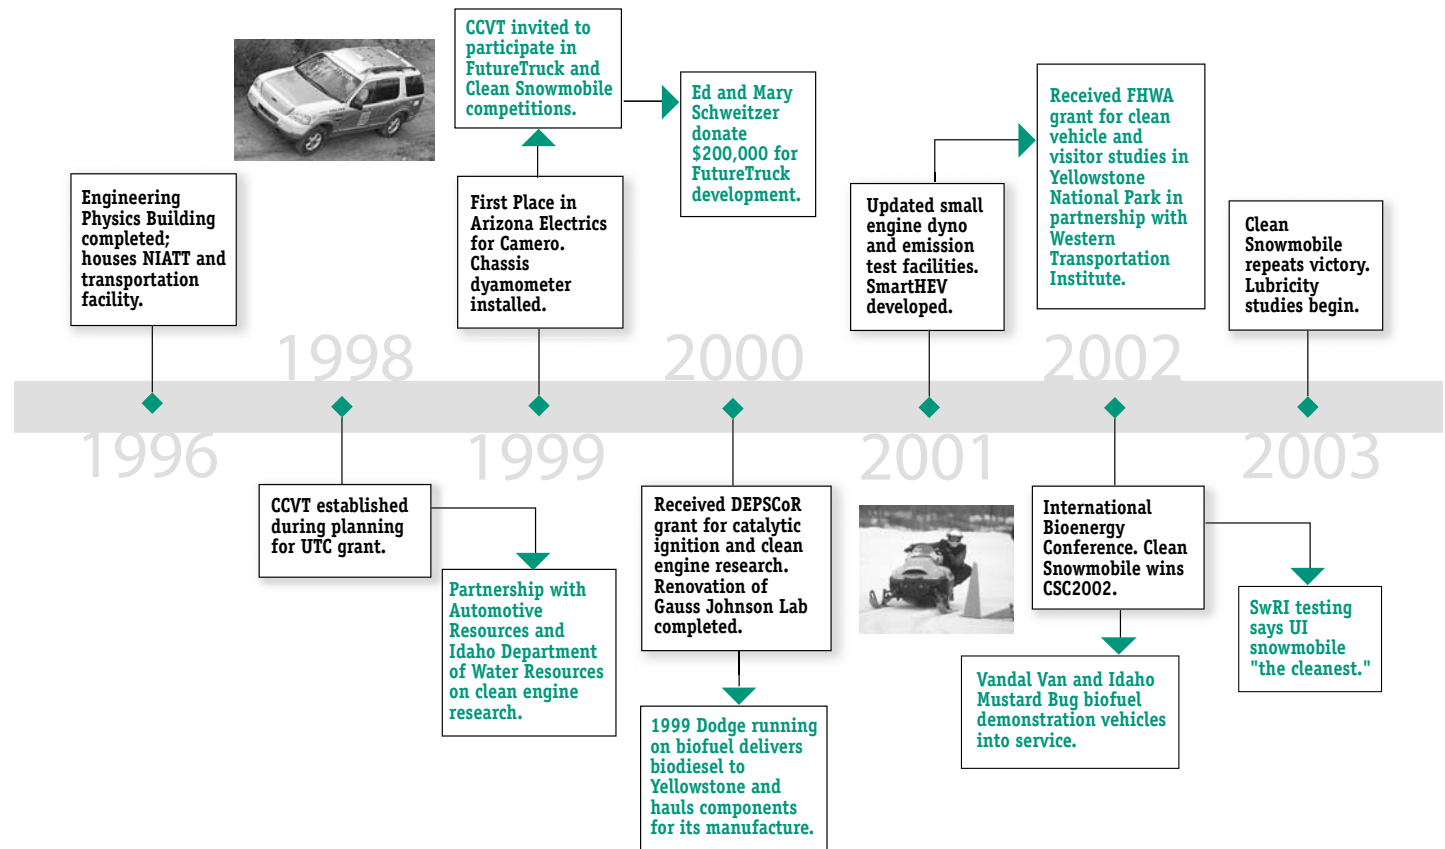 CCVT invited to
participate in
FutureTruck and
Clean Snowmobile
competitions.
Ed and Mary
Schweitzer
donate
$200,000 for
FutureTruck
development.
Received FHWA
grant for clean
vehicle and
visitor studies in
Yellowstone
National Park in
partnership with
Western
Transportation
Institute.
Engineering
Physics Building
completed;
houses NIATT and
transportation
facility.
First Place in
Arizona Electrics
for Camero.
Chassis
dyamometer
installed.
Updated small
engine dyno
and emission
test facilities.
SmartHEV
developed.
Clean
Snowmobile
repeats victory.
Lubricity
studies begin.
1998
2000
2002
1996
1999
2001
2003
CCVT established
during planning
for UTC grant.
Partnership with
Automotive
Resources and
Idaho Department
of Water Resources
on clean engine
research.
Received DEPSCoR
grant for catalytic
ignition and clean
engine research.
Renovation of
Gauss Johnson Lab
completed.
1999 Dodge running
on biofuel delivers
biodiesel to
Yellowstone and
hauls components
for its manufacture.
International
Bioenergy
Conference. Clean
Snowmobile wins
CSC2002.
Vandal Van and Idaho
Mustard Bug biofuel
demonstration vehicles
into service.
SwRI testing
says UI
snowmobile
"the cleanest."